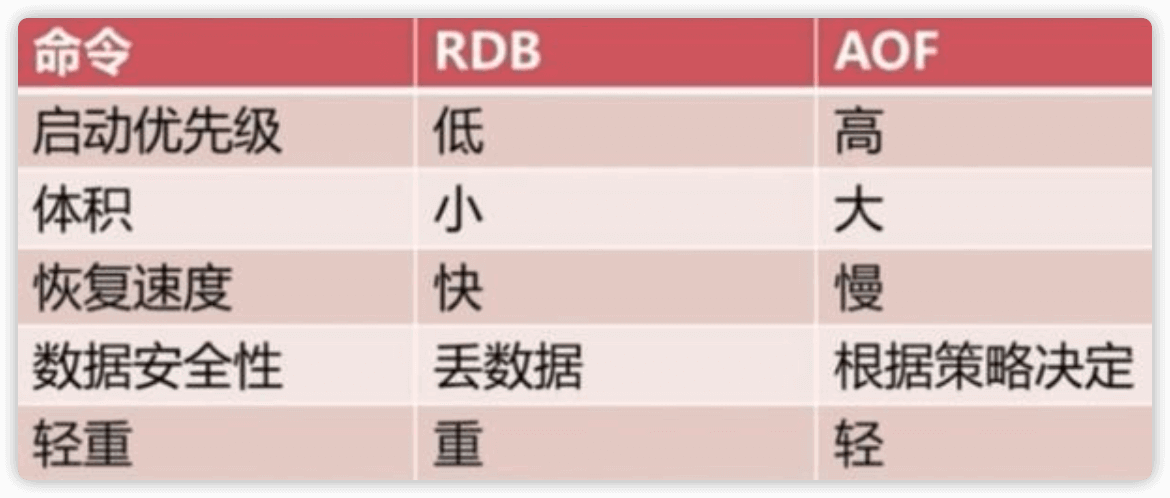 命令 RDB AOF
启动优先级 低 高
体积 小 大
恢复速度 快 慢
数据安全性 丢数据 根据策略决定
轻重 重 轻